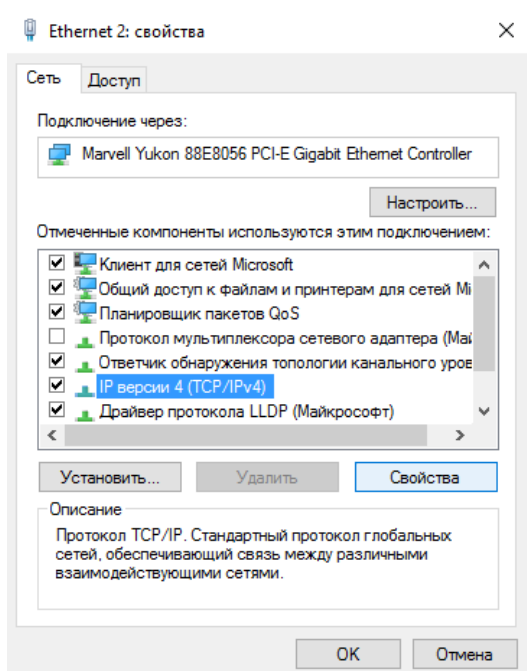 Ethernet 2: свойства
Сеть Доступ
Подключение через:
Marvell Yukon 88E8056 PCI-E Gigabit Ethernet Controller
Настроить...
Отмеченные компоненты используются этим подключением:
Клиент для сетей Microsoft
Общий доступ к файлам и принтерам для сетей Mi
Планировщик пакетов QoS
Протокол мультиплексора сетевого адаптера (Май
Ответчик обнаружения топологии канального уров
IP версии 4 (TCP/IPv4)
Драйвер протокола LLDP (Майкрософт)
Установить... Удалить Свойства
Описание
Протокол TCP/IP. Стандартный протокол глобальных
сетей, обеспечивающий связь между различными
взаимодействующими сетями.
OK Отмена